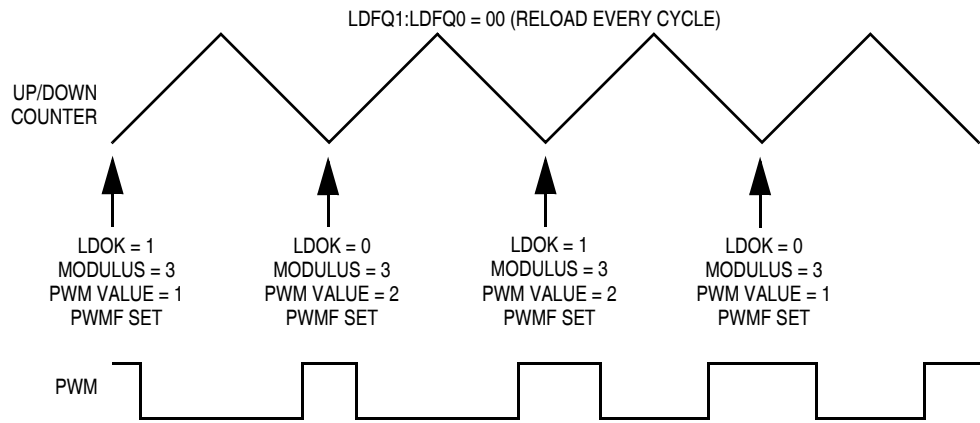 LDFQ1:LDFQ0 = 00 (RELOAD EVERY CYCLE)
UP/DOWN
COUNTER
LDOK = 1
MODULUS = 3
PWM VALUE = 1
PWMF SET
LDOK = 0
MODULUS = 3
PWM VALUE = 2
PWMF SET
LDOK = 1
MODULUS = 3
PWM VALUE = 2
PWMF SET
LDOK = 0
MODULUS = 3
PWM VALUE = 1
PWMF SET
PWM